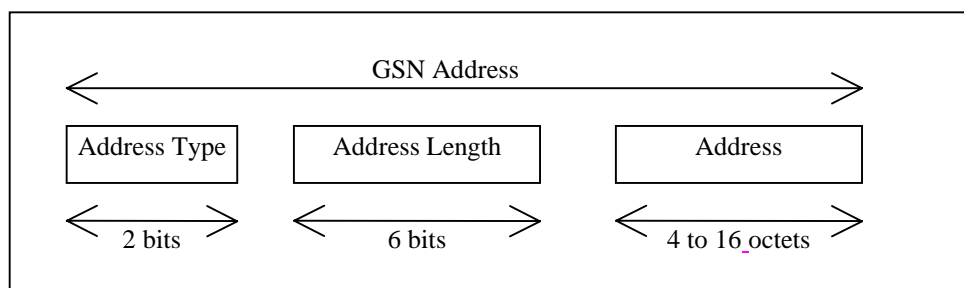 GSN Address
Address Type Address Length Address
2 bits 6 bits 4 to 16 octets